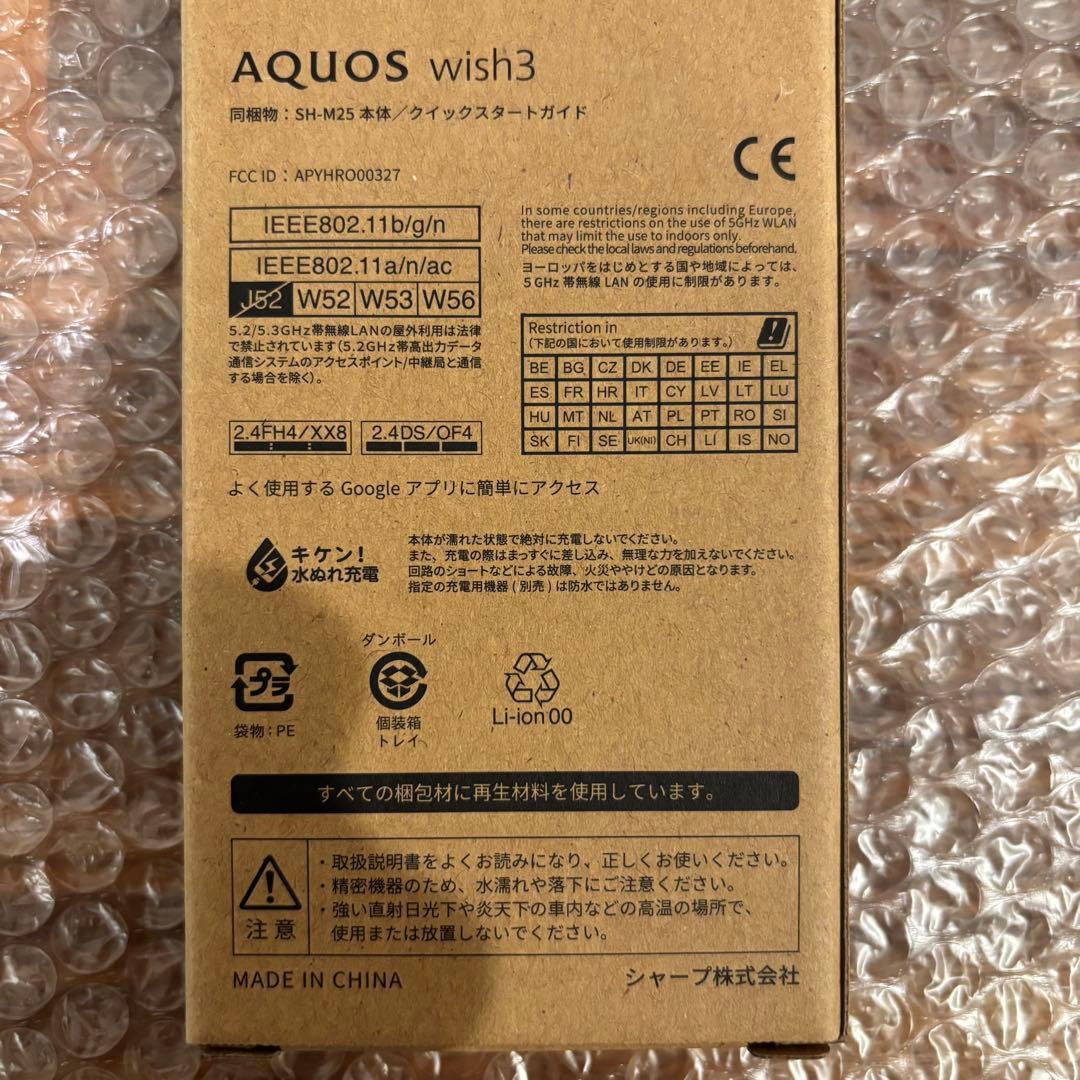 AQUOS wish3
同梱物：SH-M25 本体／クイックスタートガイド
FCC ID：APYHRO00327
CE
IEEE802.11b/g/n
IEEE802.11a/n/ac
J52 W52 W53 W56
5.2/5.3GHz帯無線LANの屋外利用は法律
で禁止されています（5.2GHz帯高出力データ
通信システムのアクセスポイント/中継局と通信
する場合を除く）。
2.4FH4/XX8 2.4DS/OF4
In some countries/regions including Europe,
there are restrictions on the use of 5GHz WLAN
that may limit the use to indoors only.
Please check the local laws and regulations beforehand.
ヨーロッパをはじめとする国や地域によっては、
5GHz 帯無線 LAN の使用に制限があります。
Restriction in
（下記の国において使用制限があります。）
BE BG CZ DK DE EE IE EL
ES FR HR IT CY LV LT LU
HU MT NL AT PL PT RO SI
SK FI SE UK(NI) CH LI IS NO
よく使用する Google アプリに簡単にアクセス
キケン！
水ぬれ充電
本体が濡れた状態で絶対に充電しないでください。
また、充電の際はまっすぐに差し込み、無理な力を加えないでください。
回路のショートなどによる故障、火災ややけどの原因となります。
指定の充電用機器（別売）は防水ではありません。
プラ
袋物：PE
ダンボール
個装箱
トレイ
Li-ion 00
すべての梱包材に再生材料を使用しています。
注意
・取扱説明書をよくお読みになり、正しくお使いください。
・精密機器のため、水濡れや落下にご注意ください。
・強い直射日光下や炎天下の車内などの高温の場所で、
使用または放置しないでください。
MADE IN CHINA
シャープ株式会社